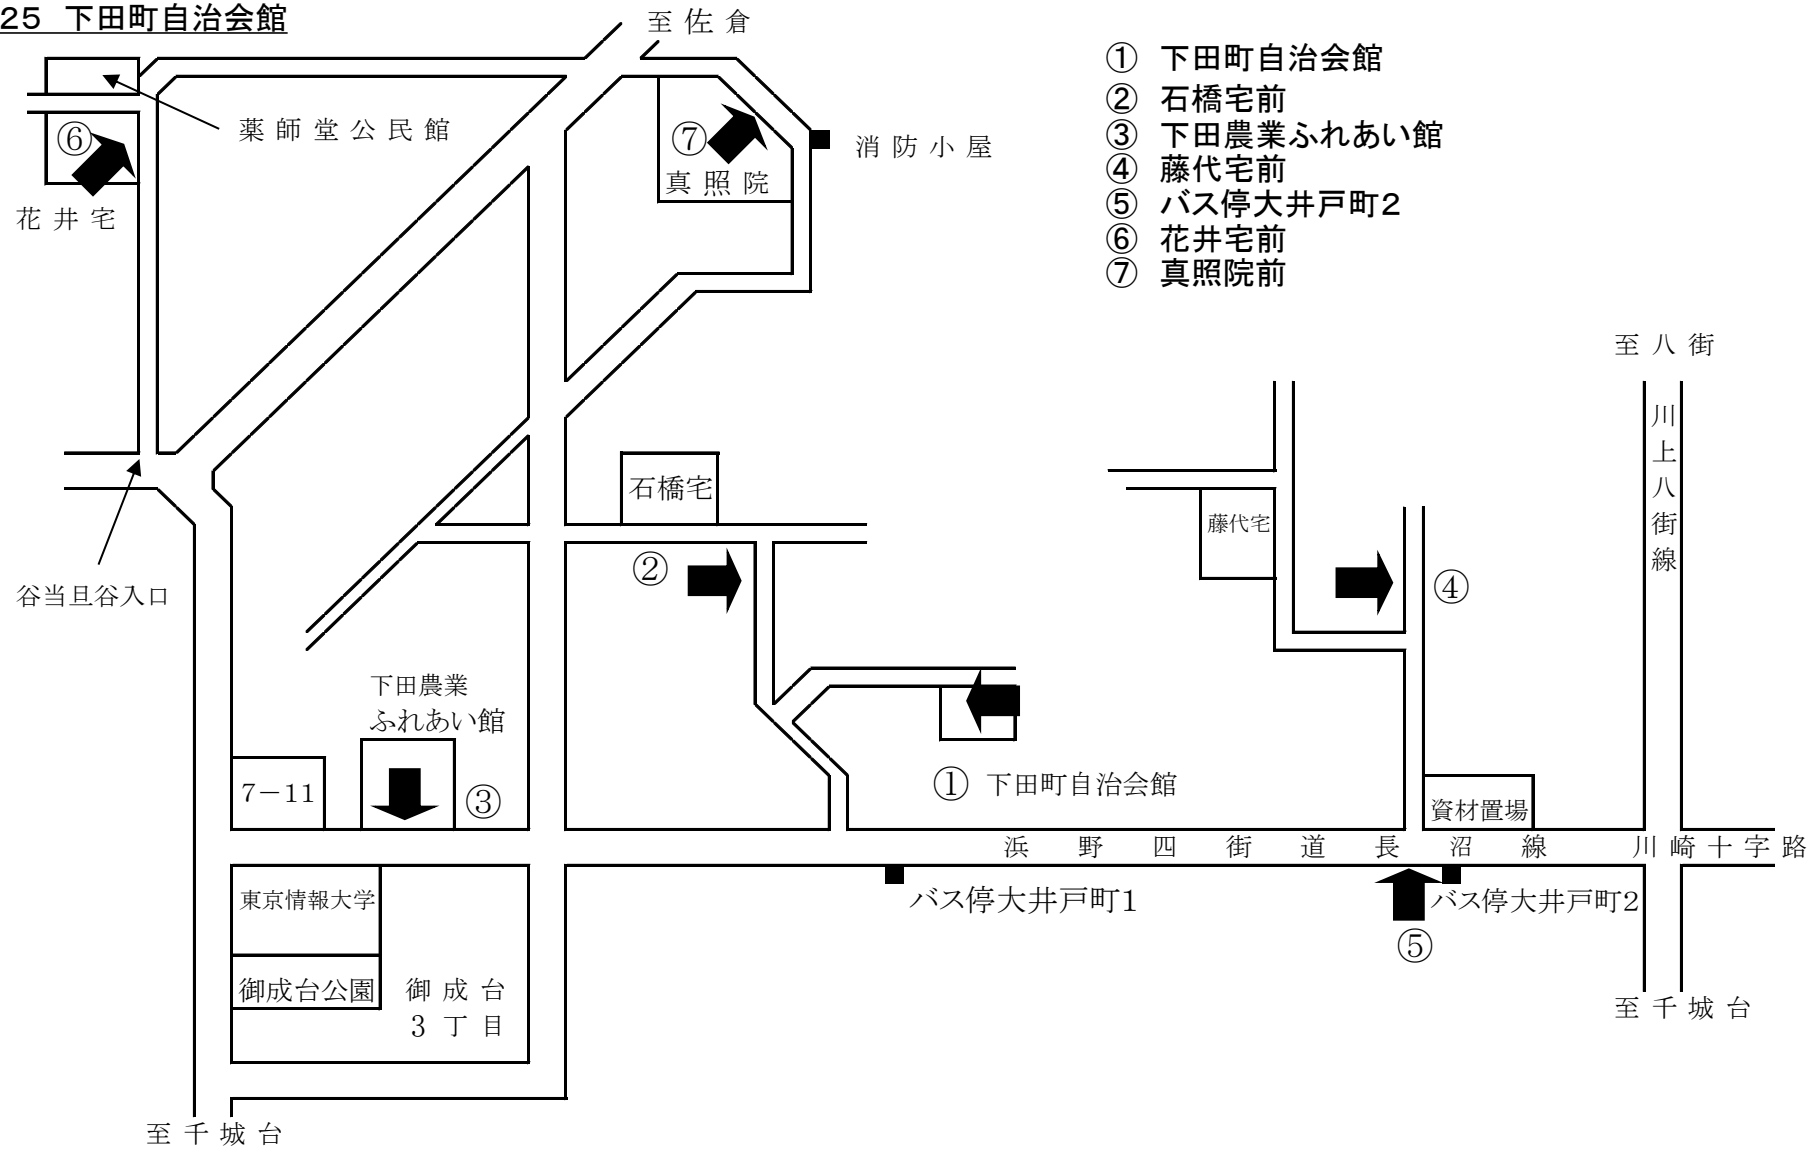 25 下田町自治会館
至佐倉
① 下田町自治会館
② 石橋宅前
③ 下田農業ふれあい館
④ 藤代宅前
⑤ バス停大井戸町2
⑥ 花井宅前
⑦ 真照院前
薬師堂公民館
⑥
花井宅
⑦
真照院
消防小屋
至八街
川上八街線
石橋宅
藤代宅
②
④
谷当旦谷入口
下田農業
ふれあい館
7－11
③
① 下田町自治会館
資材置場
浜野四街道長沼線
川崎十字路
東京情報大学
バス停大井戸町1
バス停大井戸町2
⑤
御成台公園
御成台
3丁目
至千城台
至千城台